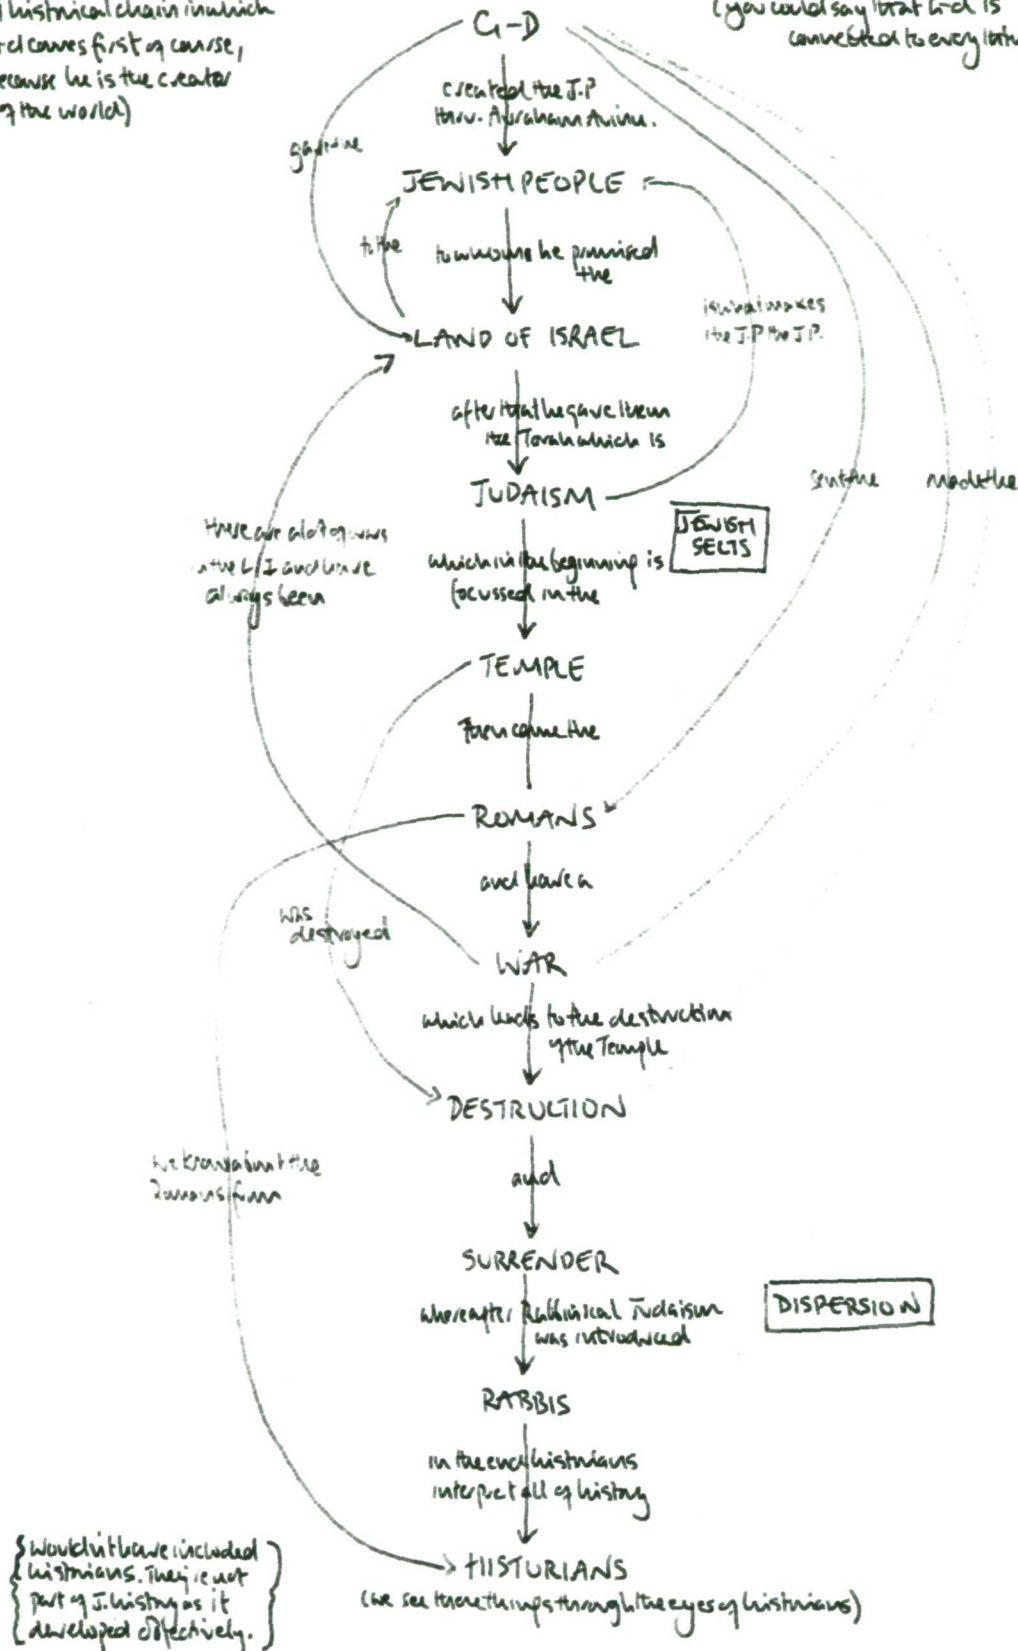 historical chain in which
comes first of course,
because he is the creator
of the world)
(you could say that G-d is
connected to everything
G-D
created the J.P
thru. Avraham Avinu.
gave the
JEWISH PEOPLE
to the
to whome he promised
the
is what makes
the J.P the J.P.
LAND OF ISRAEL
after that he gave them
the Torah which is
sent the
made the
JUDAISM
JEWISH
SECTS
there are a lot of wars
in the L/I and have
always been
which in the beginning is
focussed in the
TEMPLE
Then came the
ROMANS
and have a
was
destroyed
WAR
which leads to the destruction
of the Temple
DESTRUCTION
we know about the
Romans from
and
SURRENDER
whereafter Rabbinical Judaism
was introduced
DISPERSION
RABBIS
in the end historians
interpret all of history
HISTORIANS
(we see these things through the eyes of historians)
{wouldn't have included
historians. They're not
part of J. history as it
developed objectively.}